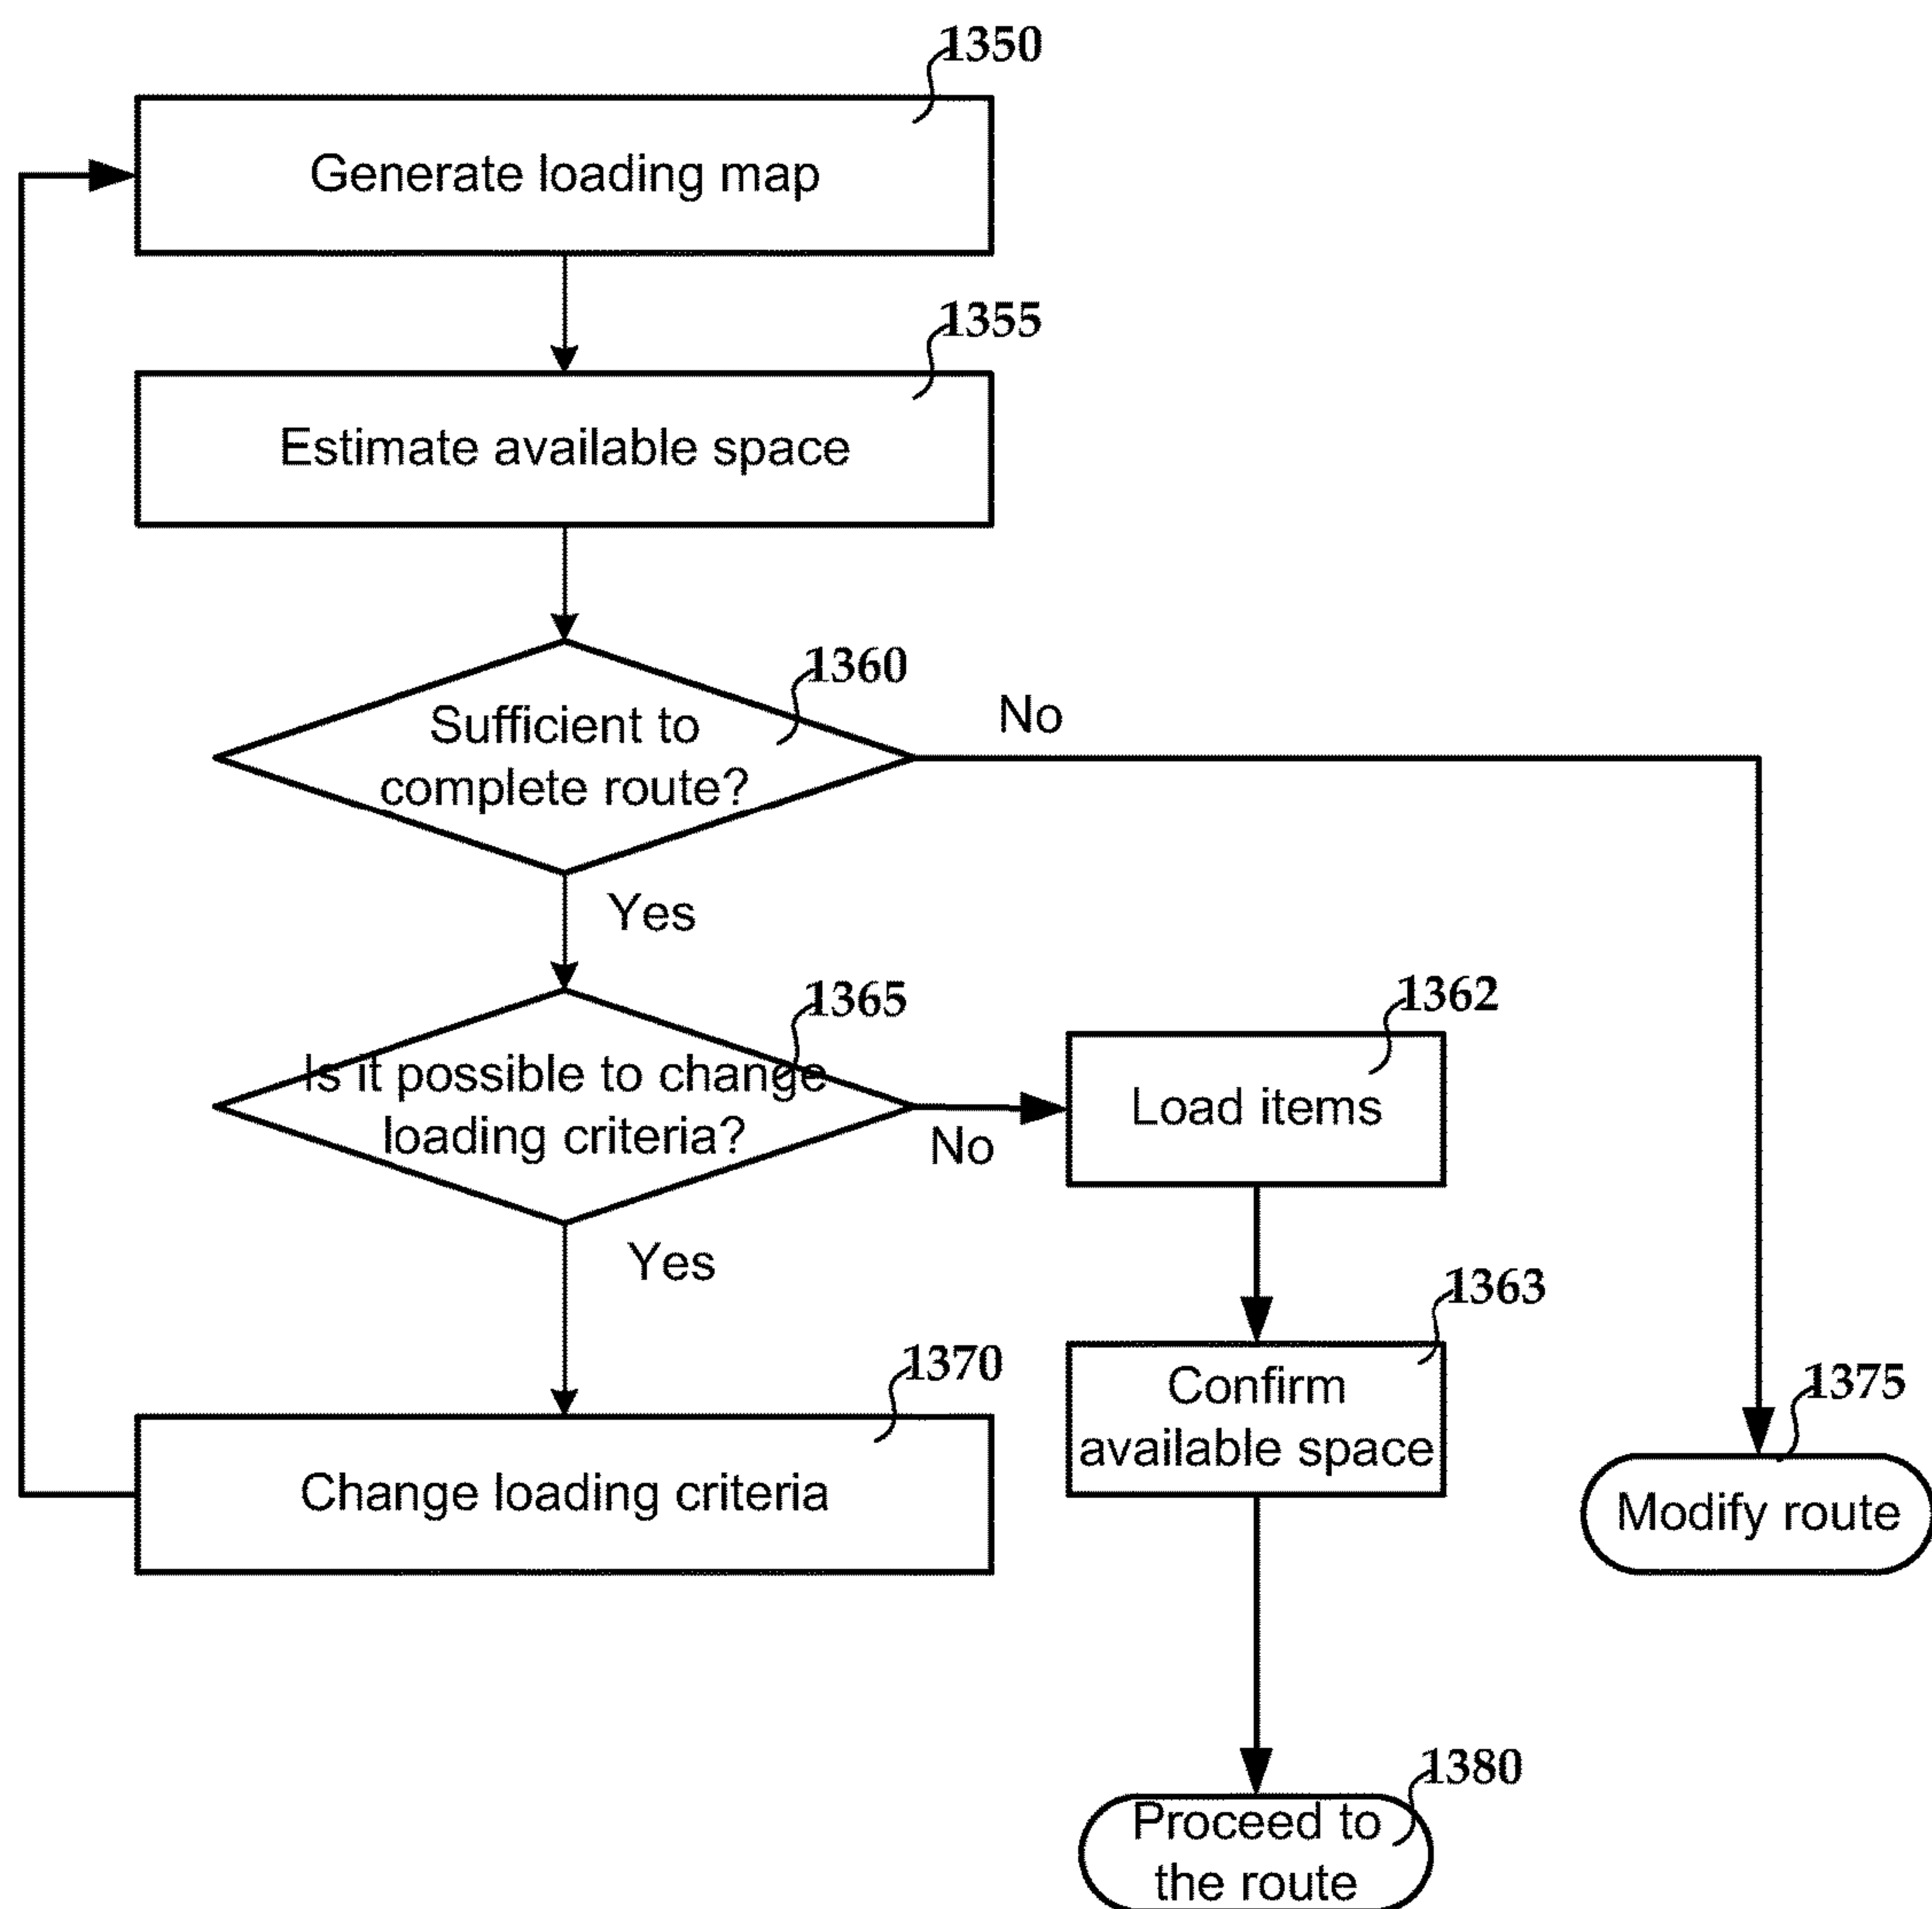 1350
Generate loading map
1355
Estimate available space
1360
Sufficient to
complete route?
No
Yes
1365
Is it possible to change
loading criteria?
No
Yes
1362
Load items
1363
Confirm
available space
1370
Change loading criteria
1375
Modify route
1380
Proceed to
the route